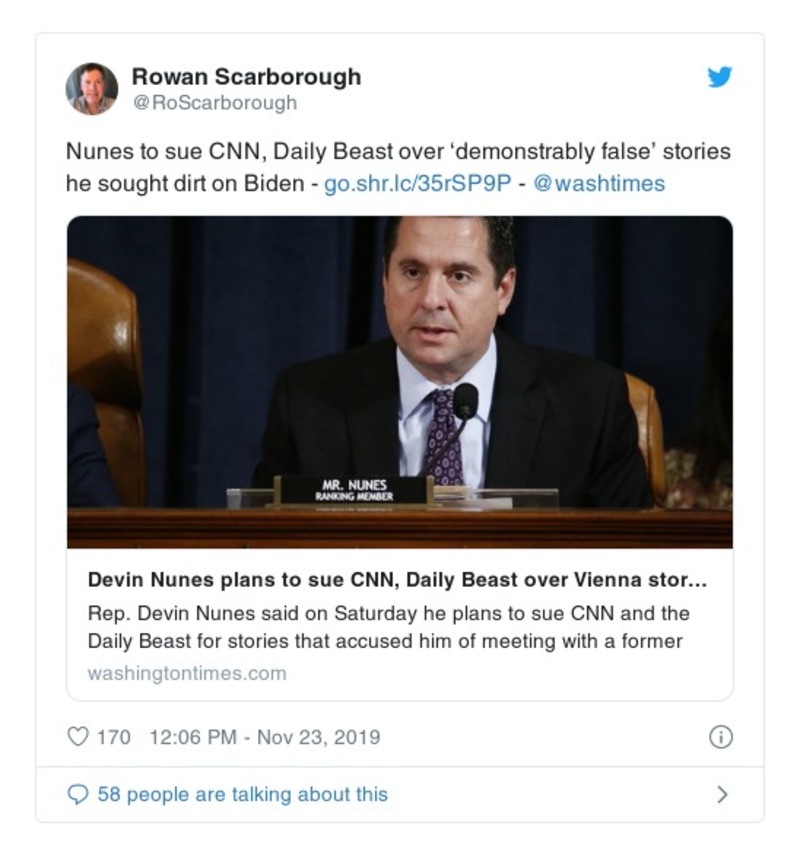 Rowan Scarborough
@RoScarborough
Nunes to sue CNN, Daily Beast over ‘demonstrably false’ stories
he sought dirt on Biden - go.shr.lc/35rSP9P - @washtimes
MR. NUNES
RANKING MEMBER
Devin Nunes plans to sue CNN, Daily Beast over Vienna stor...
Rep. Devin Nunes said on Saturday he plans to sue CNN and the
Daily Beast for stories that accused him of meeting with a former
washingtontimes.com
170 12:06 PM - Nov 23, 2019
58 people are talking about this